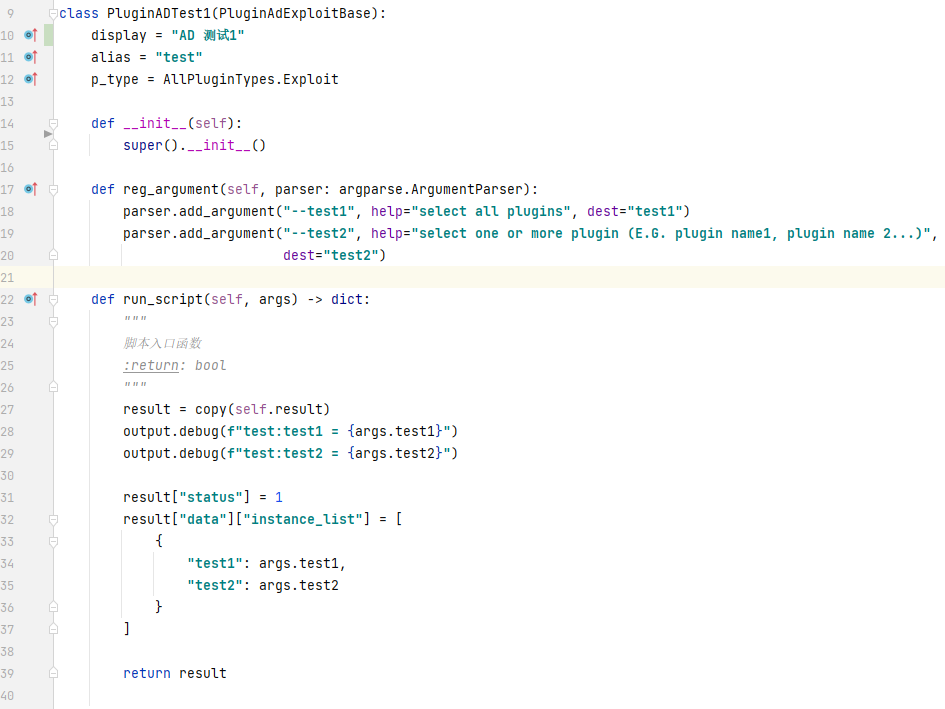 9 class PluginADTest1(PluginAdExploitBase):
10     display = "AD 测试1"
11     alias = "test"
12     p_type = AllPluginTypes.Exploit
13
14     def __init__(self):
15         super().__init__()
16
17     def reg_argument(self, parser: argparse.ArgumentParser):
18         parser.add_argument("--test1", help="select all plugins", dest="test1")
19         parser.add_argument("--test2", help="select one or more plugin (E.G. plugin name1, plugin name 2...)",
20                             dest="test2")
21
22     def run_script(self, args) -> dict:
23         """
24         脚本入口函数
25         :return: bool
26         """
27         result = copy(self.result)
28         output.debug(f"test:test1 = {args.test1}")
29         output.debug(f"test:test2 = {args.test2}")
30
31         result["status"] = 1
32         result["data"]["instance_list"] = [
33             {
34                 "test1": args.test1,
35                 "test2": args.test2
36             }
37         ]
38
39         return result
40